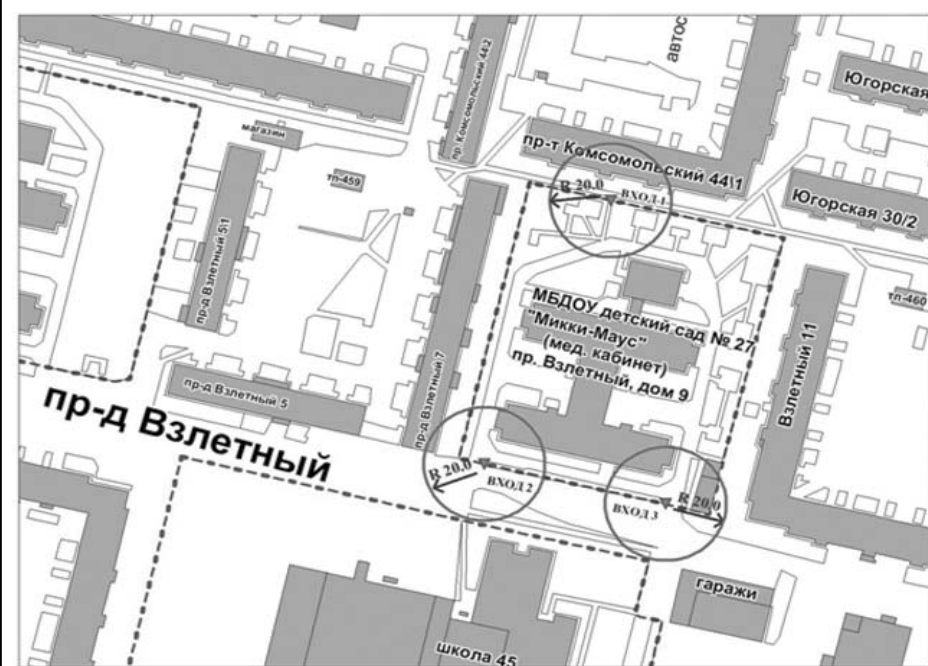 автос
Югорская
пр. Комсомольский 44\2
магазин
пр-т Комсомольский 44\1
тп-459
R 20.0
ВХОД 1
Югорская 30/2
пр-д Взлетный 5\1
тп-460
МБДОУ детский сад № 27
"Микки-Маус"
(мед. кабинет)
пр. Взлетный, дом 9
пр-д Взлетный 7
Взлетный 11
пр-д Взлетный 5
пр-д Взлетный
R 20.0
ВХОД 2
R 20.0
ВХОД 3
гаражи
школа 45